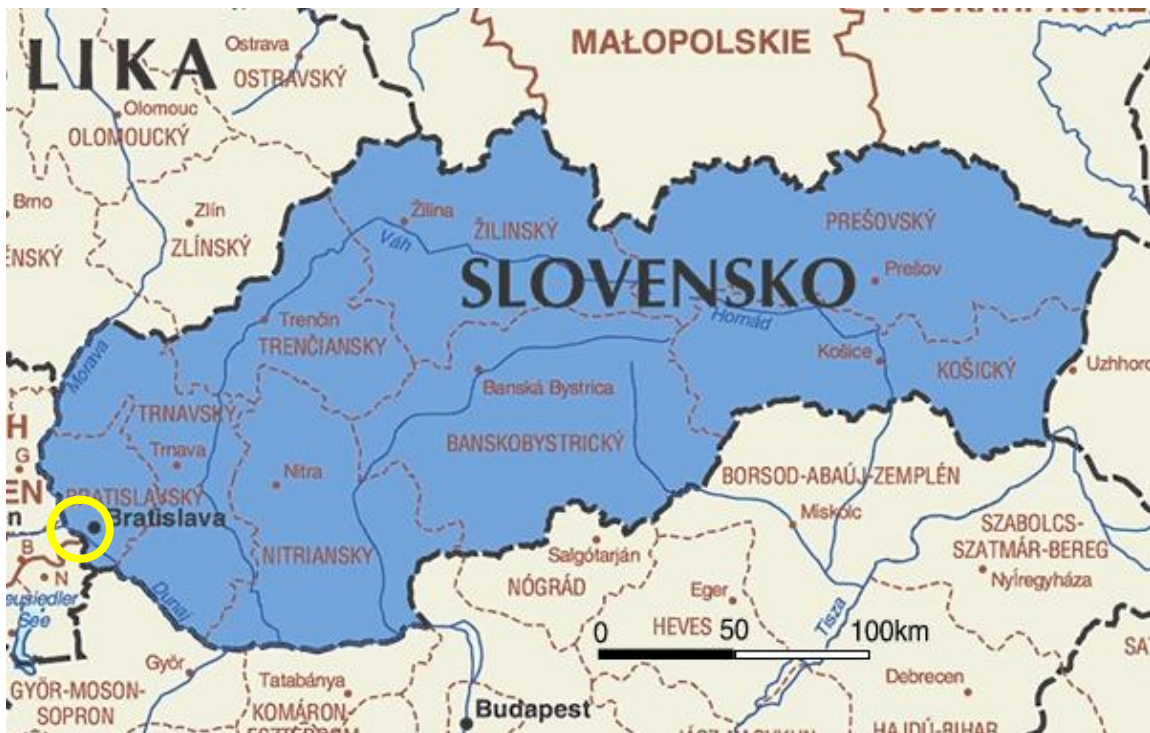 LIKA
Ostrava
OSTRAVSKÝ
MAŁOPOLSKIE
Olomouc
OLOMOUCKÝ
Brno
Zlín
ZLÍNSKÝ
Žilina
ŽILINSKÝ
Váh
PREŠOVSKÝ
Prešov
SLOVENSKO
Hornád
Trenčín
TRENČIANSKY
Morava
Košice
KOŠICKÝ
Uzhhoro
Banská Bystrica
BANSKOBYSTRICKÝ
TRNAVSKÝ
Trnava
H
G
EN
Nitra
NITRIANSKY
BRATISLAVSKÝ
Bratislava
B
N
eusiedler
See
Dunaj
BORSOD-ABAÚJ-ZEMPLÉN
Miskolc
SZABOLCS-
SZATMÁR-BEREG
Nyíregyháza
Salgótarján
NÓGRÁD
Eger
HEVES
Tisza
0 50 100km
Győr
GYŐR-MOSON-
SOPRON
Tatabánya
KOMÁROM
Budapest
Debrecen
HAJDÚ-BIHAR